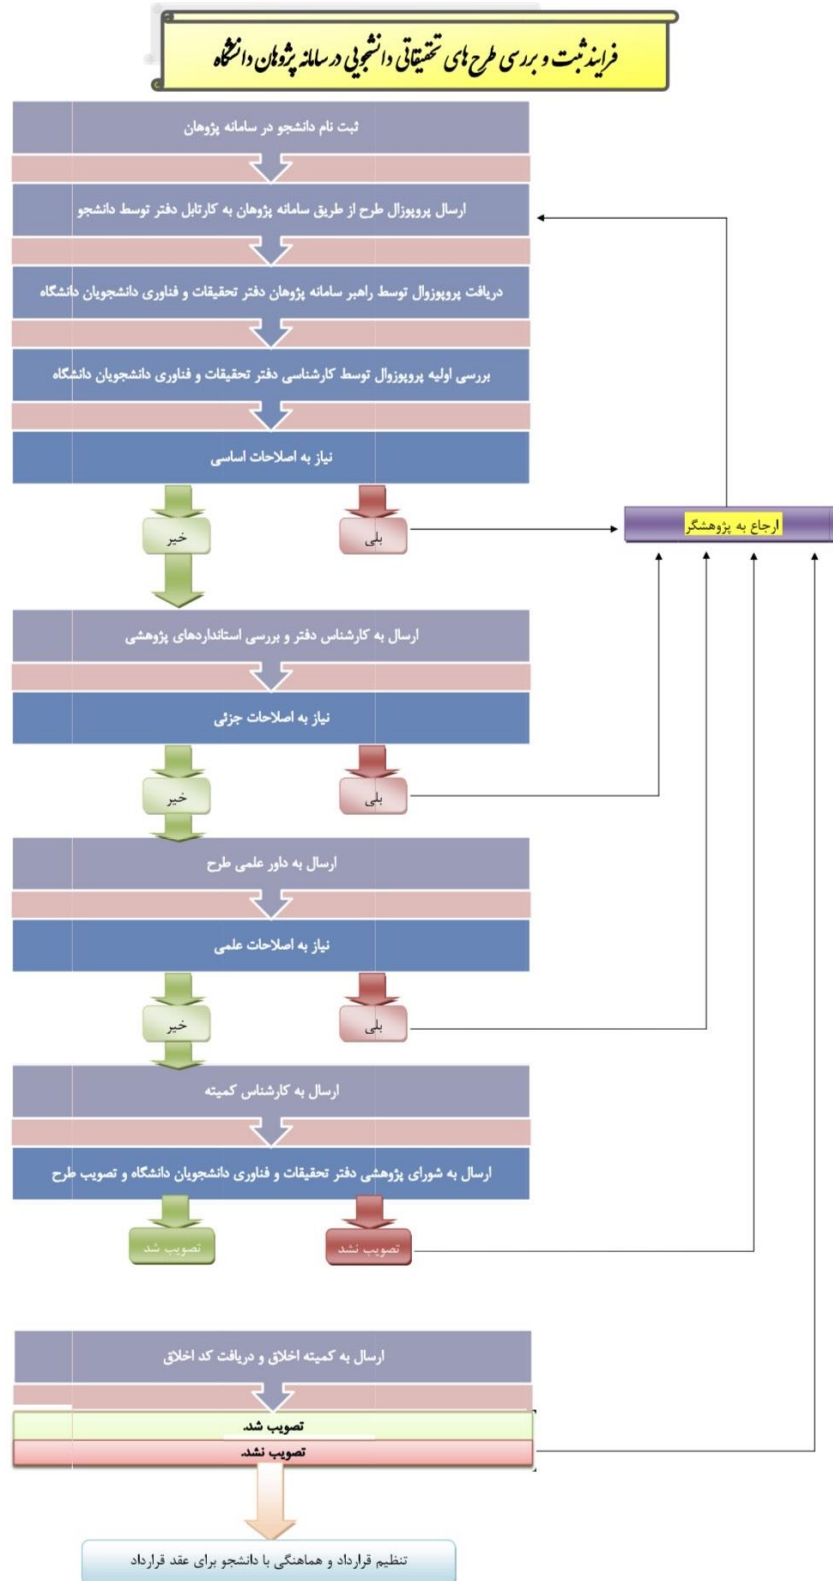 فرایند ثبت و بررسی طرح های تحقیقاتی دانشجویی در سامانه پژوهان دانشگاه
ثبت نام دانشجو در سامانه پژوهان
ارسال پروپوزال طرح از طریق سامانه پژوهان به کارتابل دفتر توسط دانشجو
دریافت پروپوزوال توسط راهبر سامانه پژوهان دفتر تحقیقات و فناوری دانشجویان دانشگاه
بررسی اولیه پروپوزوال توسط کارشناسی دفتر تحقیقات و فناوری دانشجویان دانشگاه
نیاز به اصلاحات اساسی
بلی
خیر
ارجاع به پژوهشگر
ارسال به کارشناس دفتر و بررسی استانداردهای پژوهشی
نیاز به اصلاحات جزئی
بلی
خیر
ارسال به داور علمی طرح
نیاز به اصلاحات علمی
بلی
خیر
ارسال به کارشناس کمیته
ارسال به شورای پژوهشی دفتر تحقیقات و فناوری دانشجویان دانشگاه و تصویب طرح
تصویب نشد
تصویب شد
ارسال به کمیته اخلاق و دریافت کد اخلاق
تصویب شد.
تصویب نشد.
تنظیم قرارداد و هماهنگی با دانشجو برای عقد قرارداد